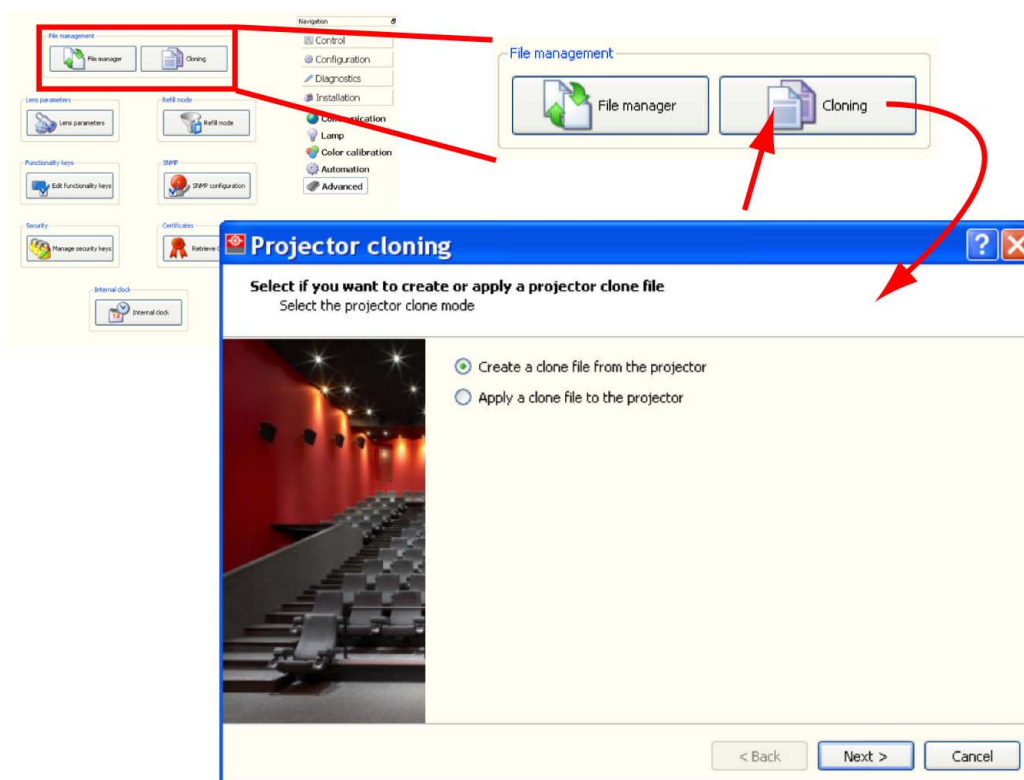 File management
File manager
Cloning
Lens parameters
Refill mode
Lens parameters
Refill mode
Functionality keys
SNMP
Edit functionality keys
SNMP configuration
Security
Certificates
Manage security keys
Retrieve
Internal clock
Internal clock
Navigation
Control
Configuration
Diagnostics
Installation
Communication
Lamp
Color calibration
Automation
Advanced
File management
File manager
Cloning
Projector cloning
Select if you want to create or apply a projector clone file
Select the projector clone mode
Create a clone file from the projector
Apply a clone file to the projector
< Back
Next >
Cancel